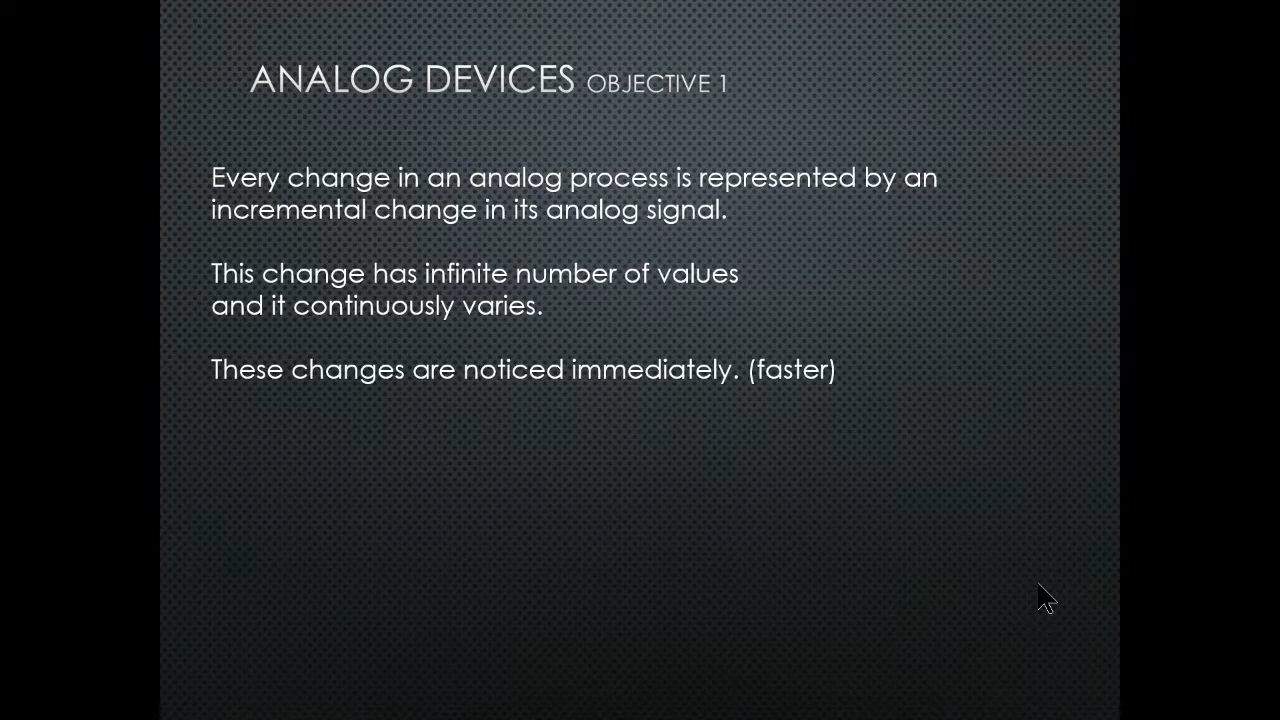 ANALOG DEVICES OBJECTIVE 1
Every change in an analog process is represented by an
incremental change in its analog signal.
This change has infinite number of values
and it continuously varies.
These changes are noticed immediately. (faster)